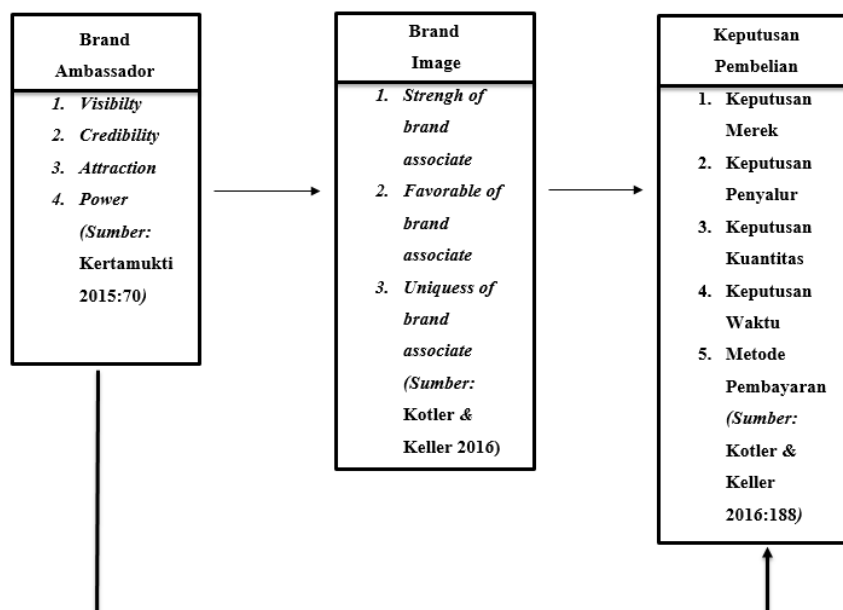 Brand
Ambassador
1. Visibilty
2. Credibility
3. Attraction
4. Power
(Sumber:
Kertamukti
2015:70)
Brand
Image
1. Strengh of
brand
associate
2. Favorable of
brand
associate
3. Uniquess of
brand
associate
(Sumber:
Kotler &
Keller 2016)
Keputusan
Pembelian
1. Keputusan
Merek
2. Keputusan
Penyalur
3. Keputusan
Kuantitas
4. Keputusan
Waktu
5. Metode
Pembayaran
(Sumber:
Kotler &
Keller
2016:188)